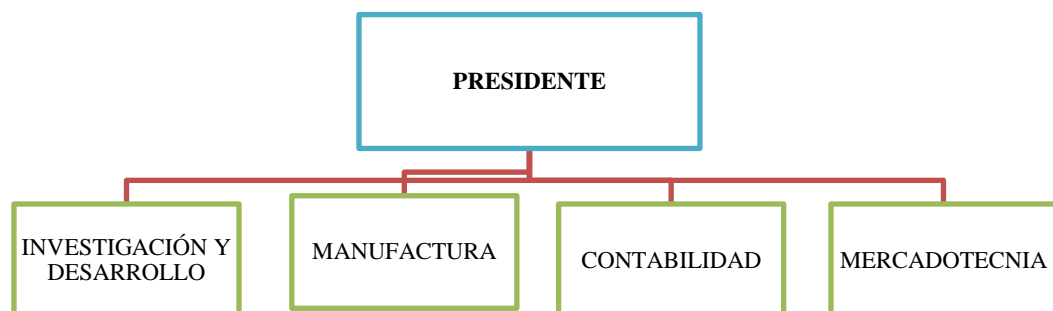 PRESIDENTE
INVESTIGACIÓN Y
DESARROLLO
MANUFACTURA
CONTABILIDAD
MERCADOTECNIA